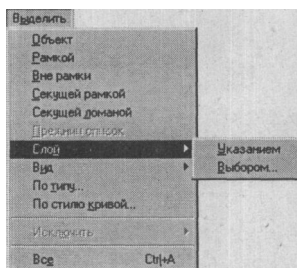 Выделить
Объект
Рамкой
Вне рамки
Секущей рамкой
Секущей ломаной
Прежний список
Слой
Указанием
Вид
Выбором...
По типу...
По стилю кривой...
Исключить
Все Ctrl+A